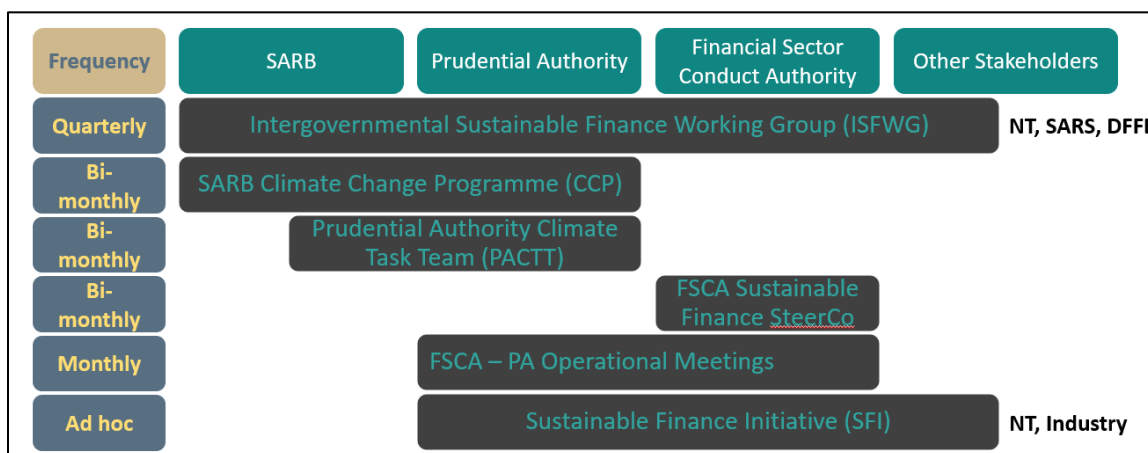 Frequency
SARB
Prudential Authority
Financial Sector
Conduct Authority
Other Stakeholders
Quarterly
Intergovernmental Sustainable Finance Working Group (ISFWG)
NT, SARS, DFFE
Bi-
monthly
SARB Climate Change Programme (CCP)
Bi-
monthly
Prudential Authority Climate
Task Team (PACTT)
Bi-
monthly
FSCA Sustainable
Finance SteerCo
Monthly
FSCA – PA Operational Meetings
Ad hoc
Sustainable Finance Initiative (SFI)
NT, Industry